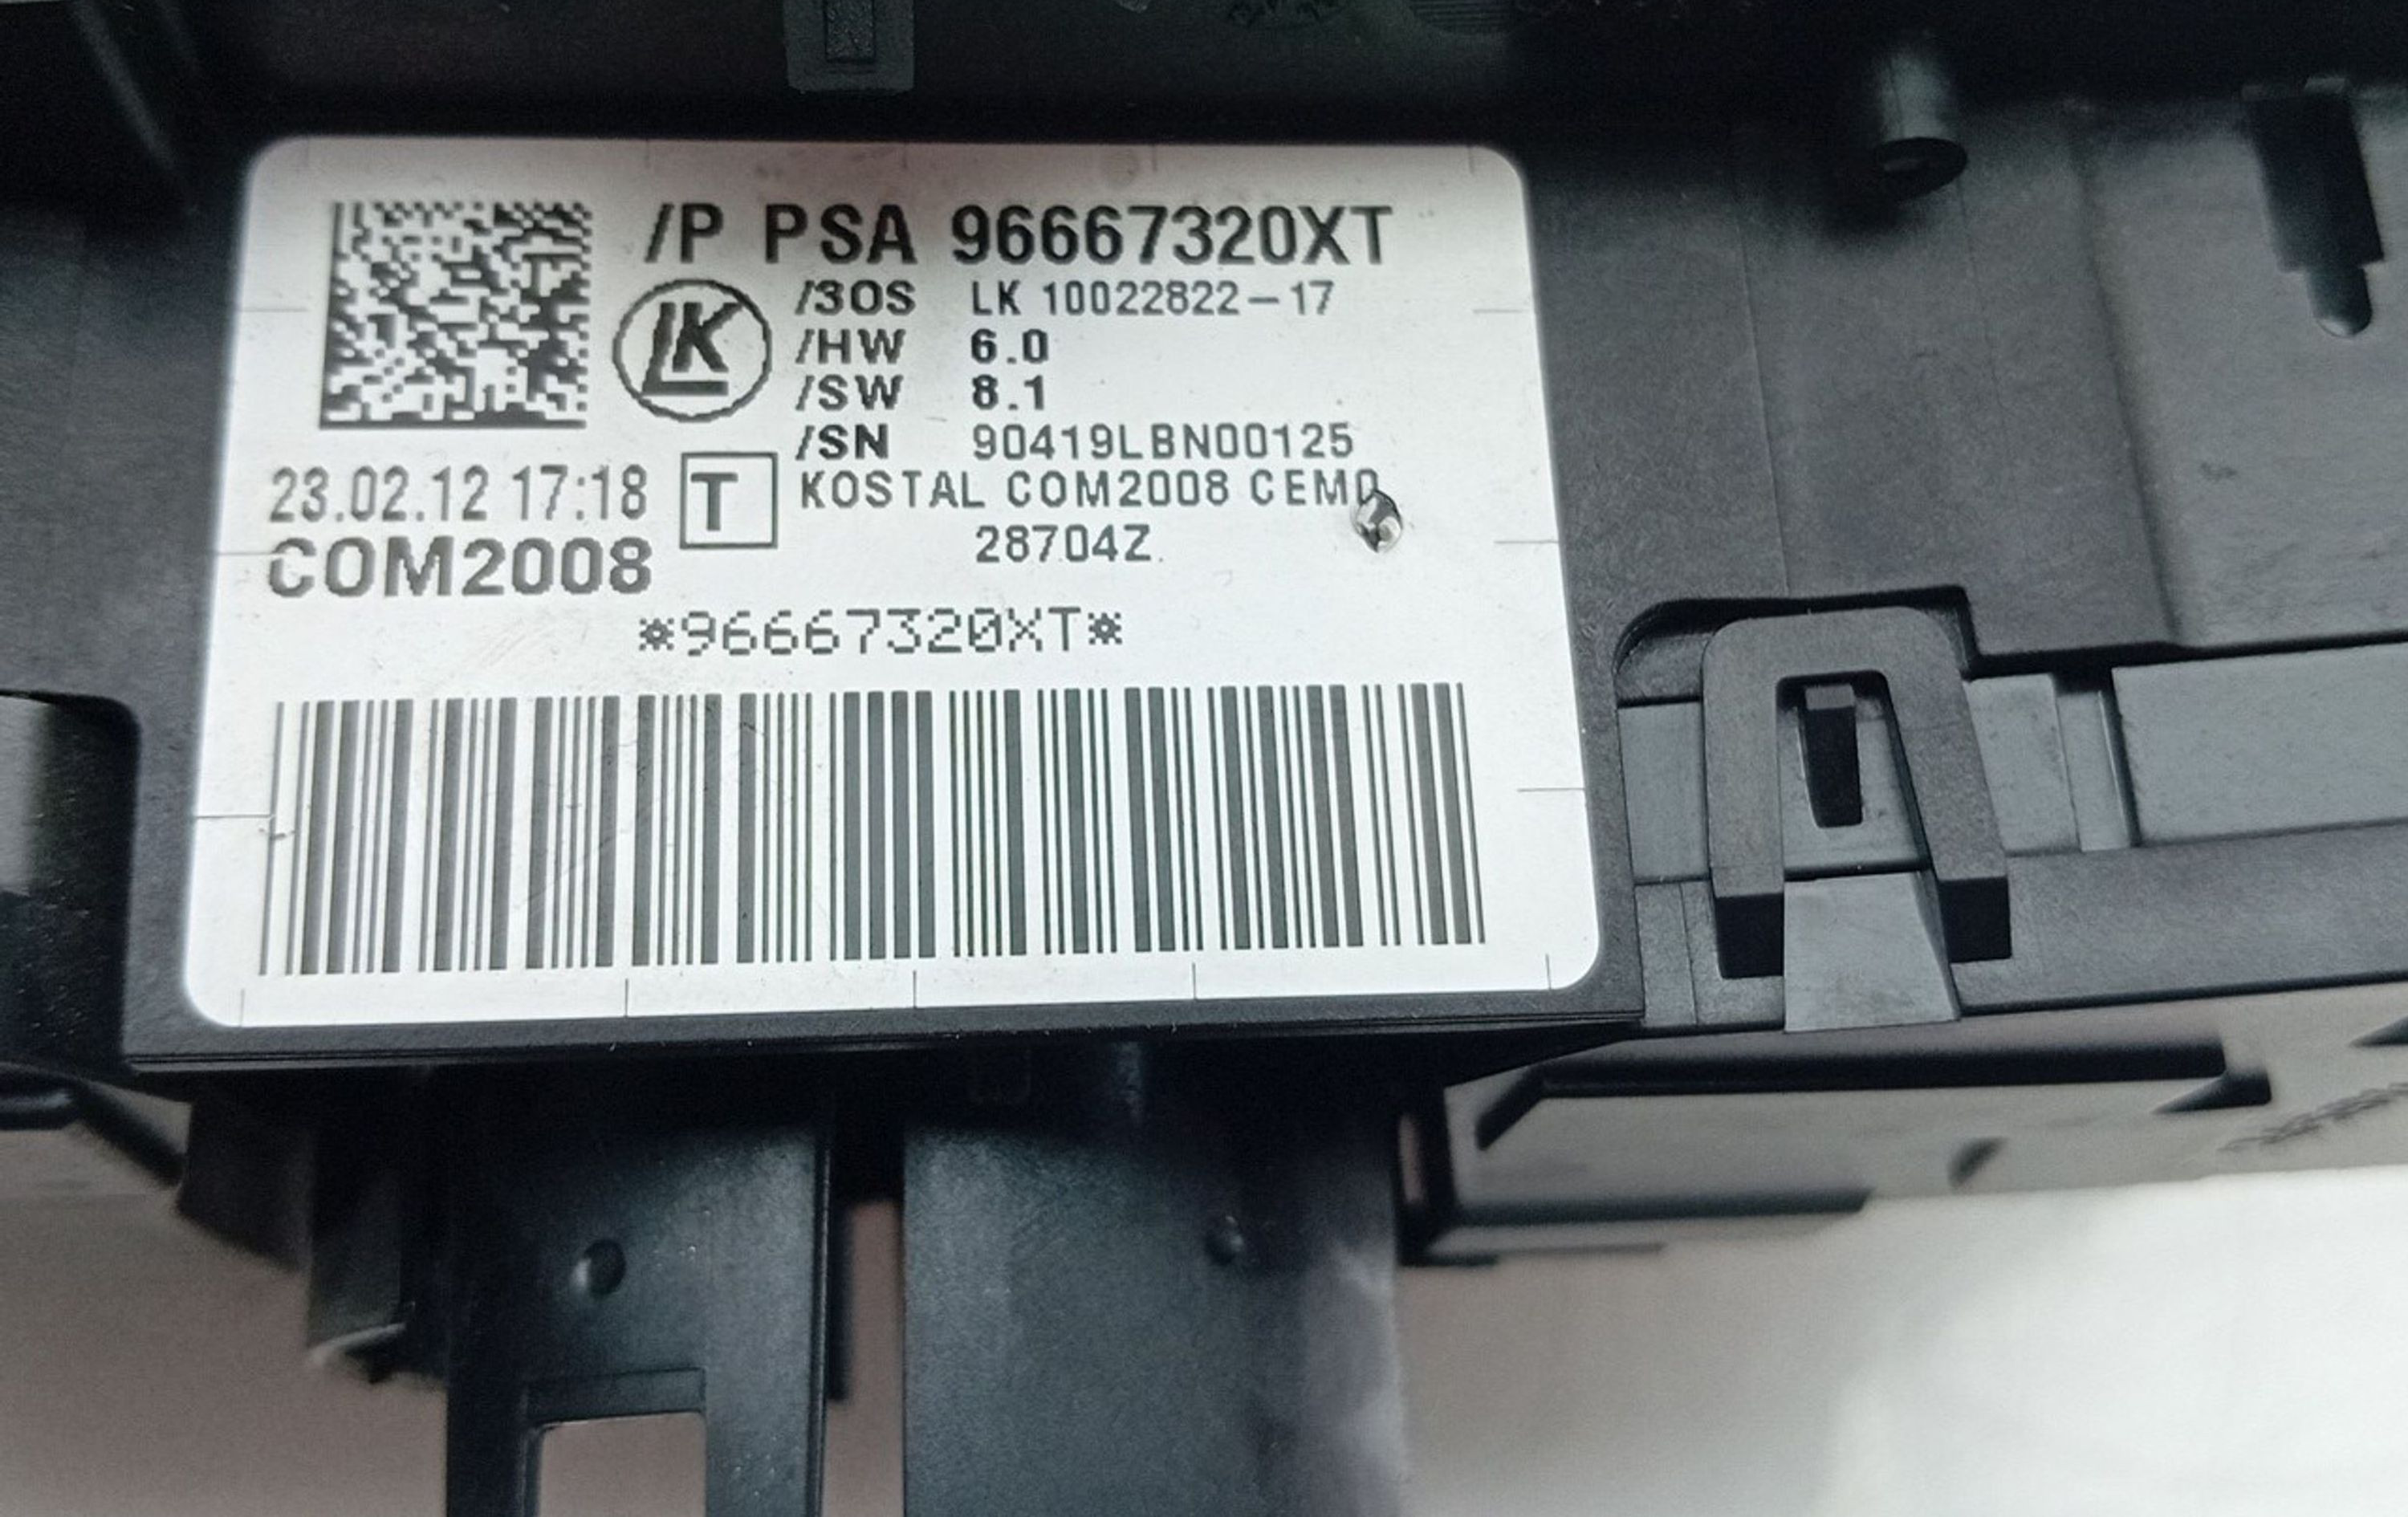 /P PSA 96667320XT
LK
/3OS LK 10022822-17
/HW 6.0
/SW 8.1
/SN 90419LBN00125
23.02.12 17:18
T
KOSTAL COM2008 CEM0
28704Z
COM2008
*96667320XT*